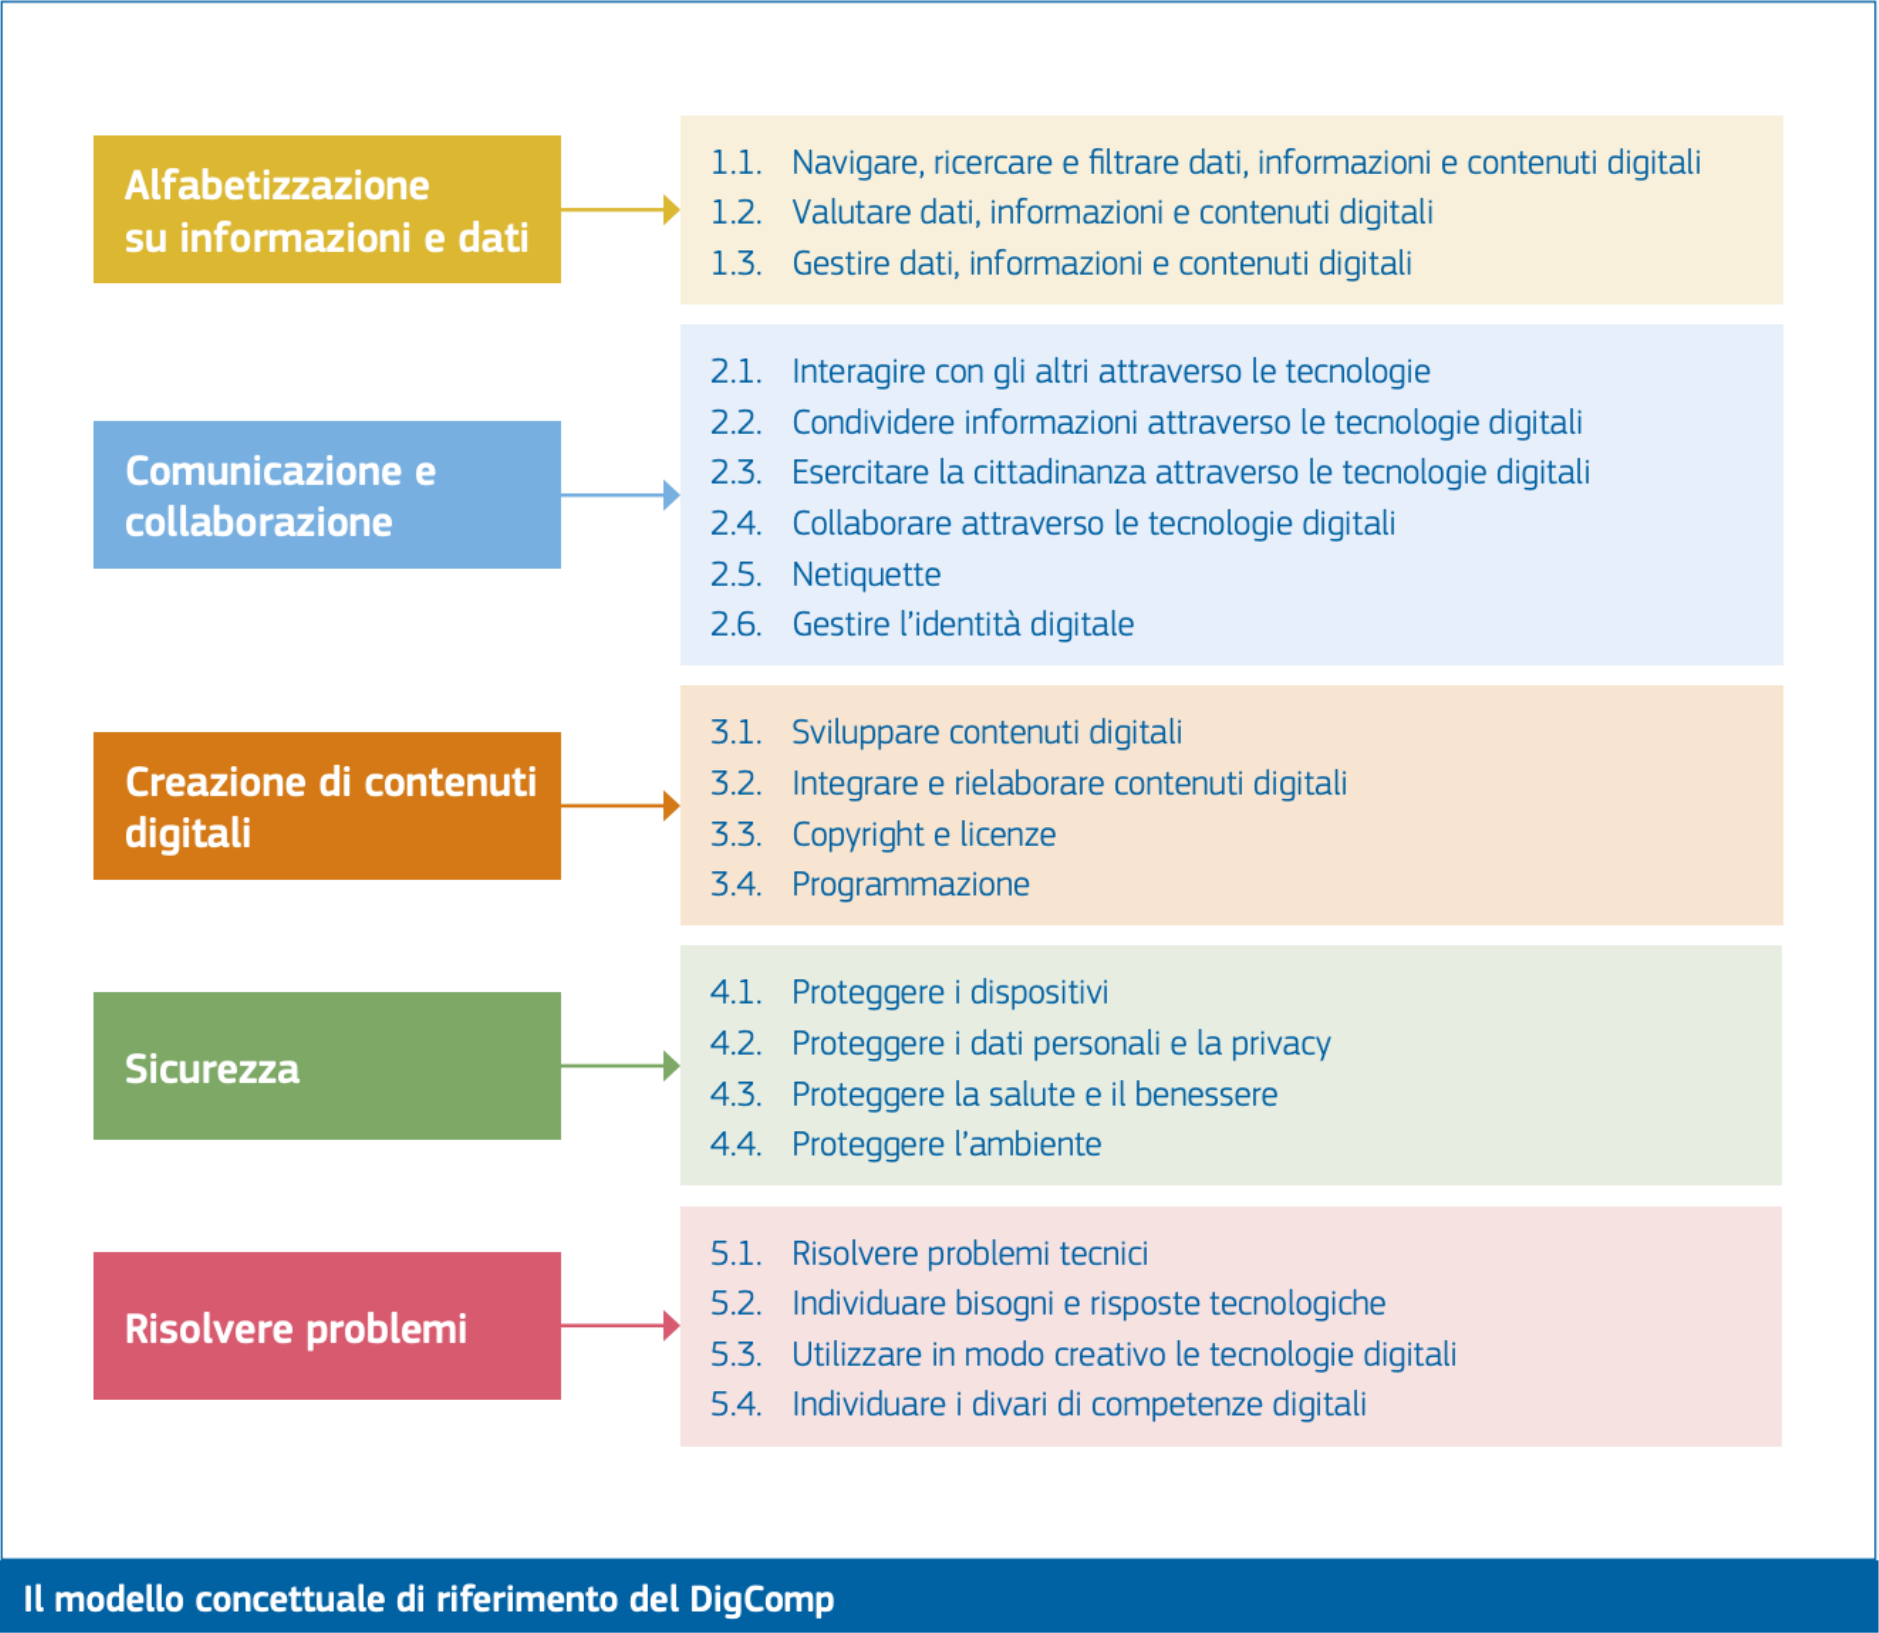 Alfabetizzazione
su informazioni e dati
1.1. Navigare, ricercare e filtrare dati, informazioni e contenuti digitali
1.2. Valutare dati, informazioni e contenuti digitali
1.3. Gestire dati, informazioni e contenuti digitali
Comunicazione e
collaborazione
2.1. Interagire con gli altri attraverso le tecnologie
2.2. Condividere informazioni attraverso le tecnologie digitali
2.3. Esercitare la cittadinanza attraverso le tecnologie digitali
2.4. Collaborare attraverso le tecnologie digitali
2.5. Netiquette
2.6. Gestire l’identità digitale
Creazione di contenuti
digitali
3.1. Sviluppare contenuti digitali
3.2. Integrare e rielaborare contenuti digitali
3.3. Copyright e licenze
3.4. Programmazione
Sicurezza
4.1. Proteggere i dispositivi
4.2. Proteggere i dati personali e la privacy
4.3. Proteggere la salute e il benessere
4.4. Proteggere l’ambiente
Risolvere problemi
5.1. Risolvere problemi tecnici
5.2. Individuare bisogni e risposte tecnologiche
5.3. Utilizzare in modo creativo le tecnologie digitali
5.4. Individuare i divari di competenze digitali
Il modello concettuale di riferimento del DigComp